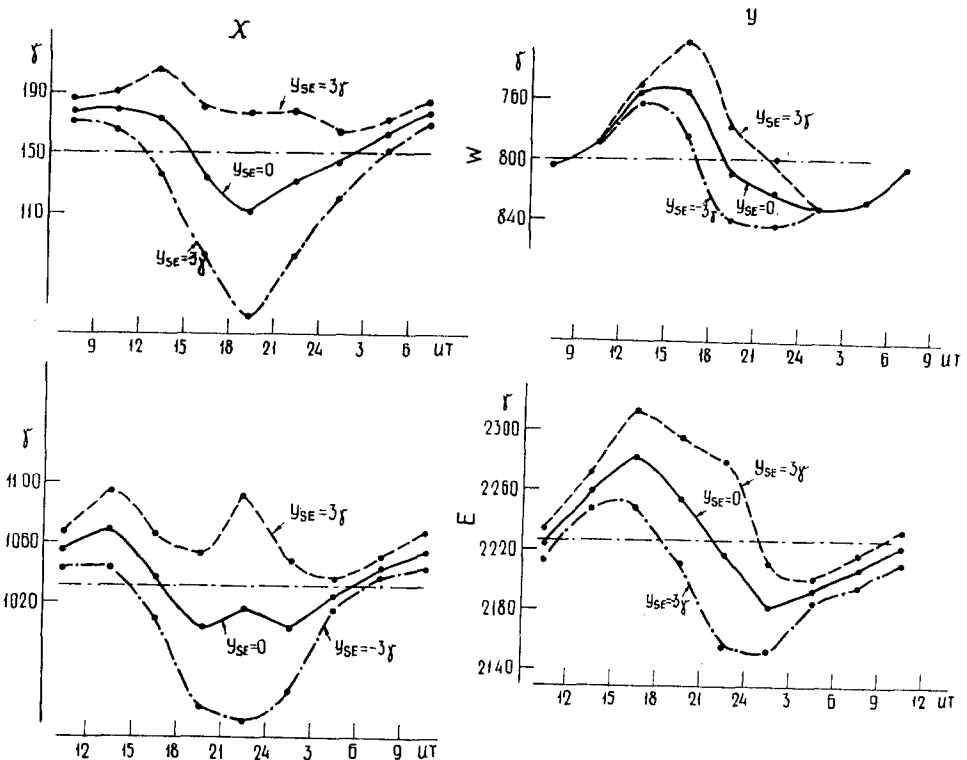 X
γ
190
150
110
y_SE=3γ
y_SE=0
y_SE=3γ
9 12 15 18 21 24 3 6 UT
y
γ
W
760
800
840
y_SE=3γ
y_SE=-3γ
y_SE=0
9 12 15 18 21 24 3 6 9 UT
γ
1100
1060
1020
y_SE=3γ
y_SE=0
y_SE=-3γ
12 15 18 21 24 3 6 9 UT
γ
E
2300
2260
2220
2180
2140
y_SE=3γ
y_SE=0
y_SE=3γ
12 15 18 21 24 3 6 9 12 UT